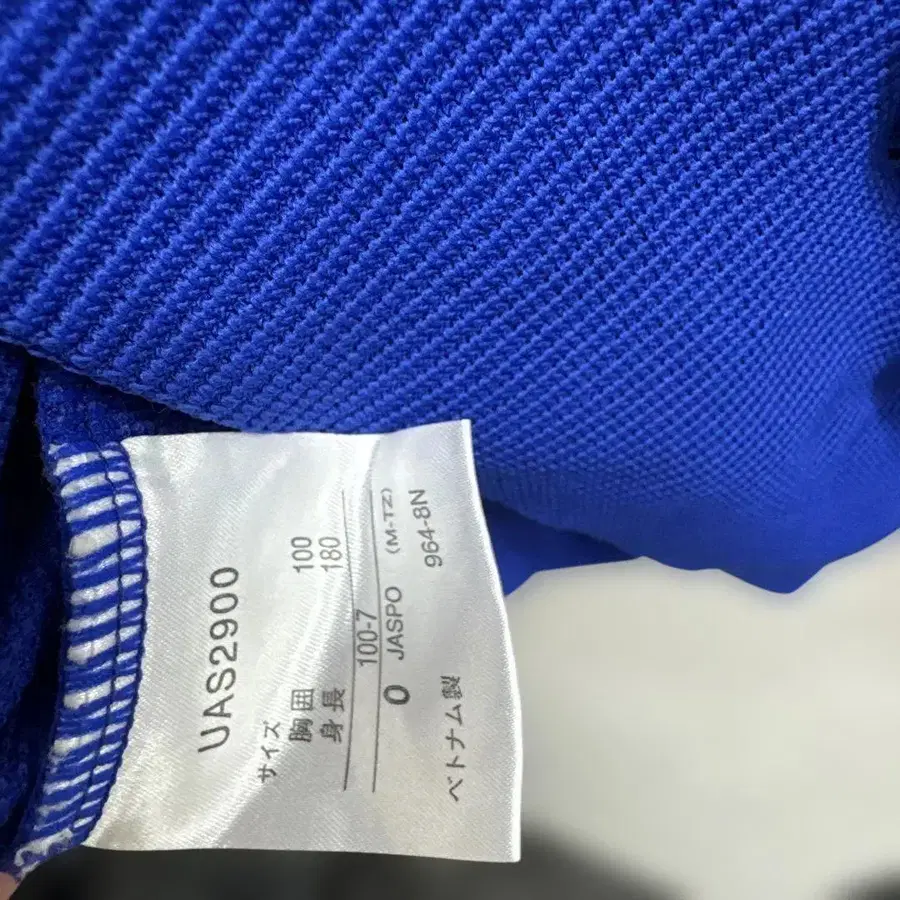 UAS2900
サイズ
胸囲 100
身長 180
100-7
O JASPO (M-TZ)
964-8N
ベトナム製